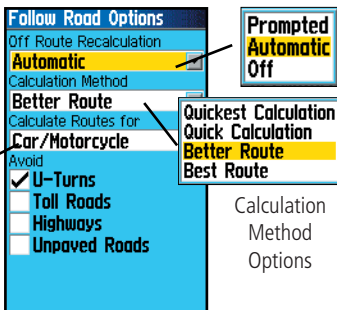 Follow Road Options
Off Route Recalculation
Automatic
Calculation Method
Better Route
Calculate Routes for
Car/Motorcycle
Avoid
U-Turns
Toll Roads
Highways
Unpaved Roads
Prompted
Automatic
Off
Quickest Calculation
Quick Calculation
Better Route
Best Route
Calculation
Method
Options